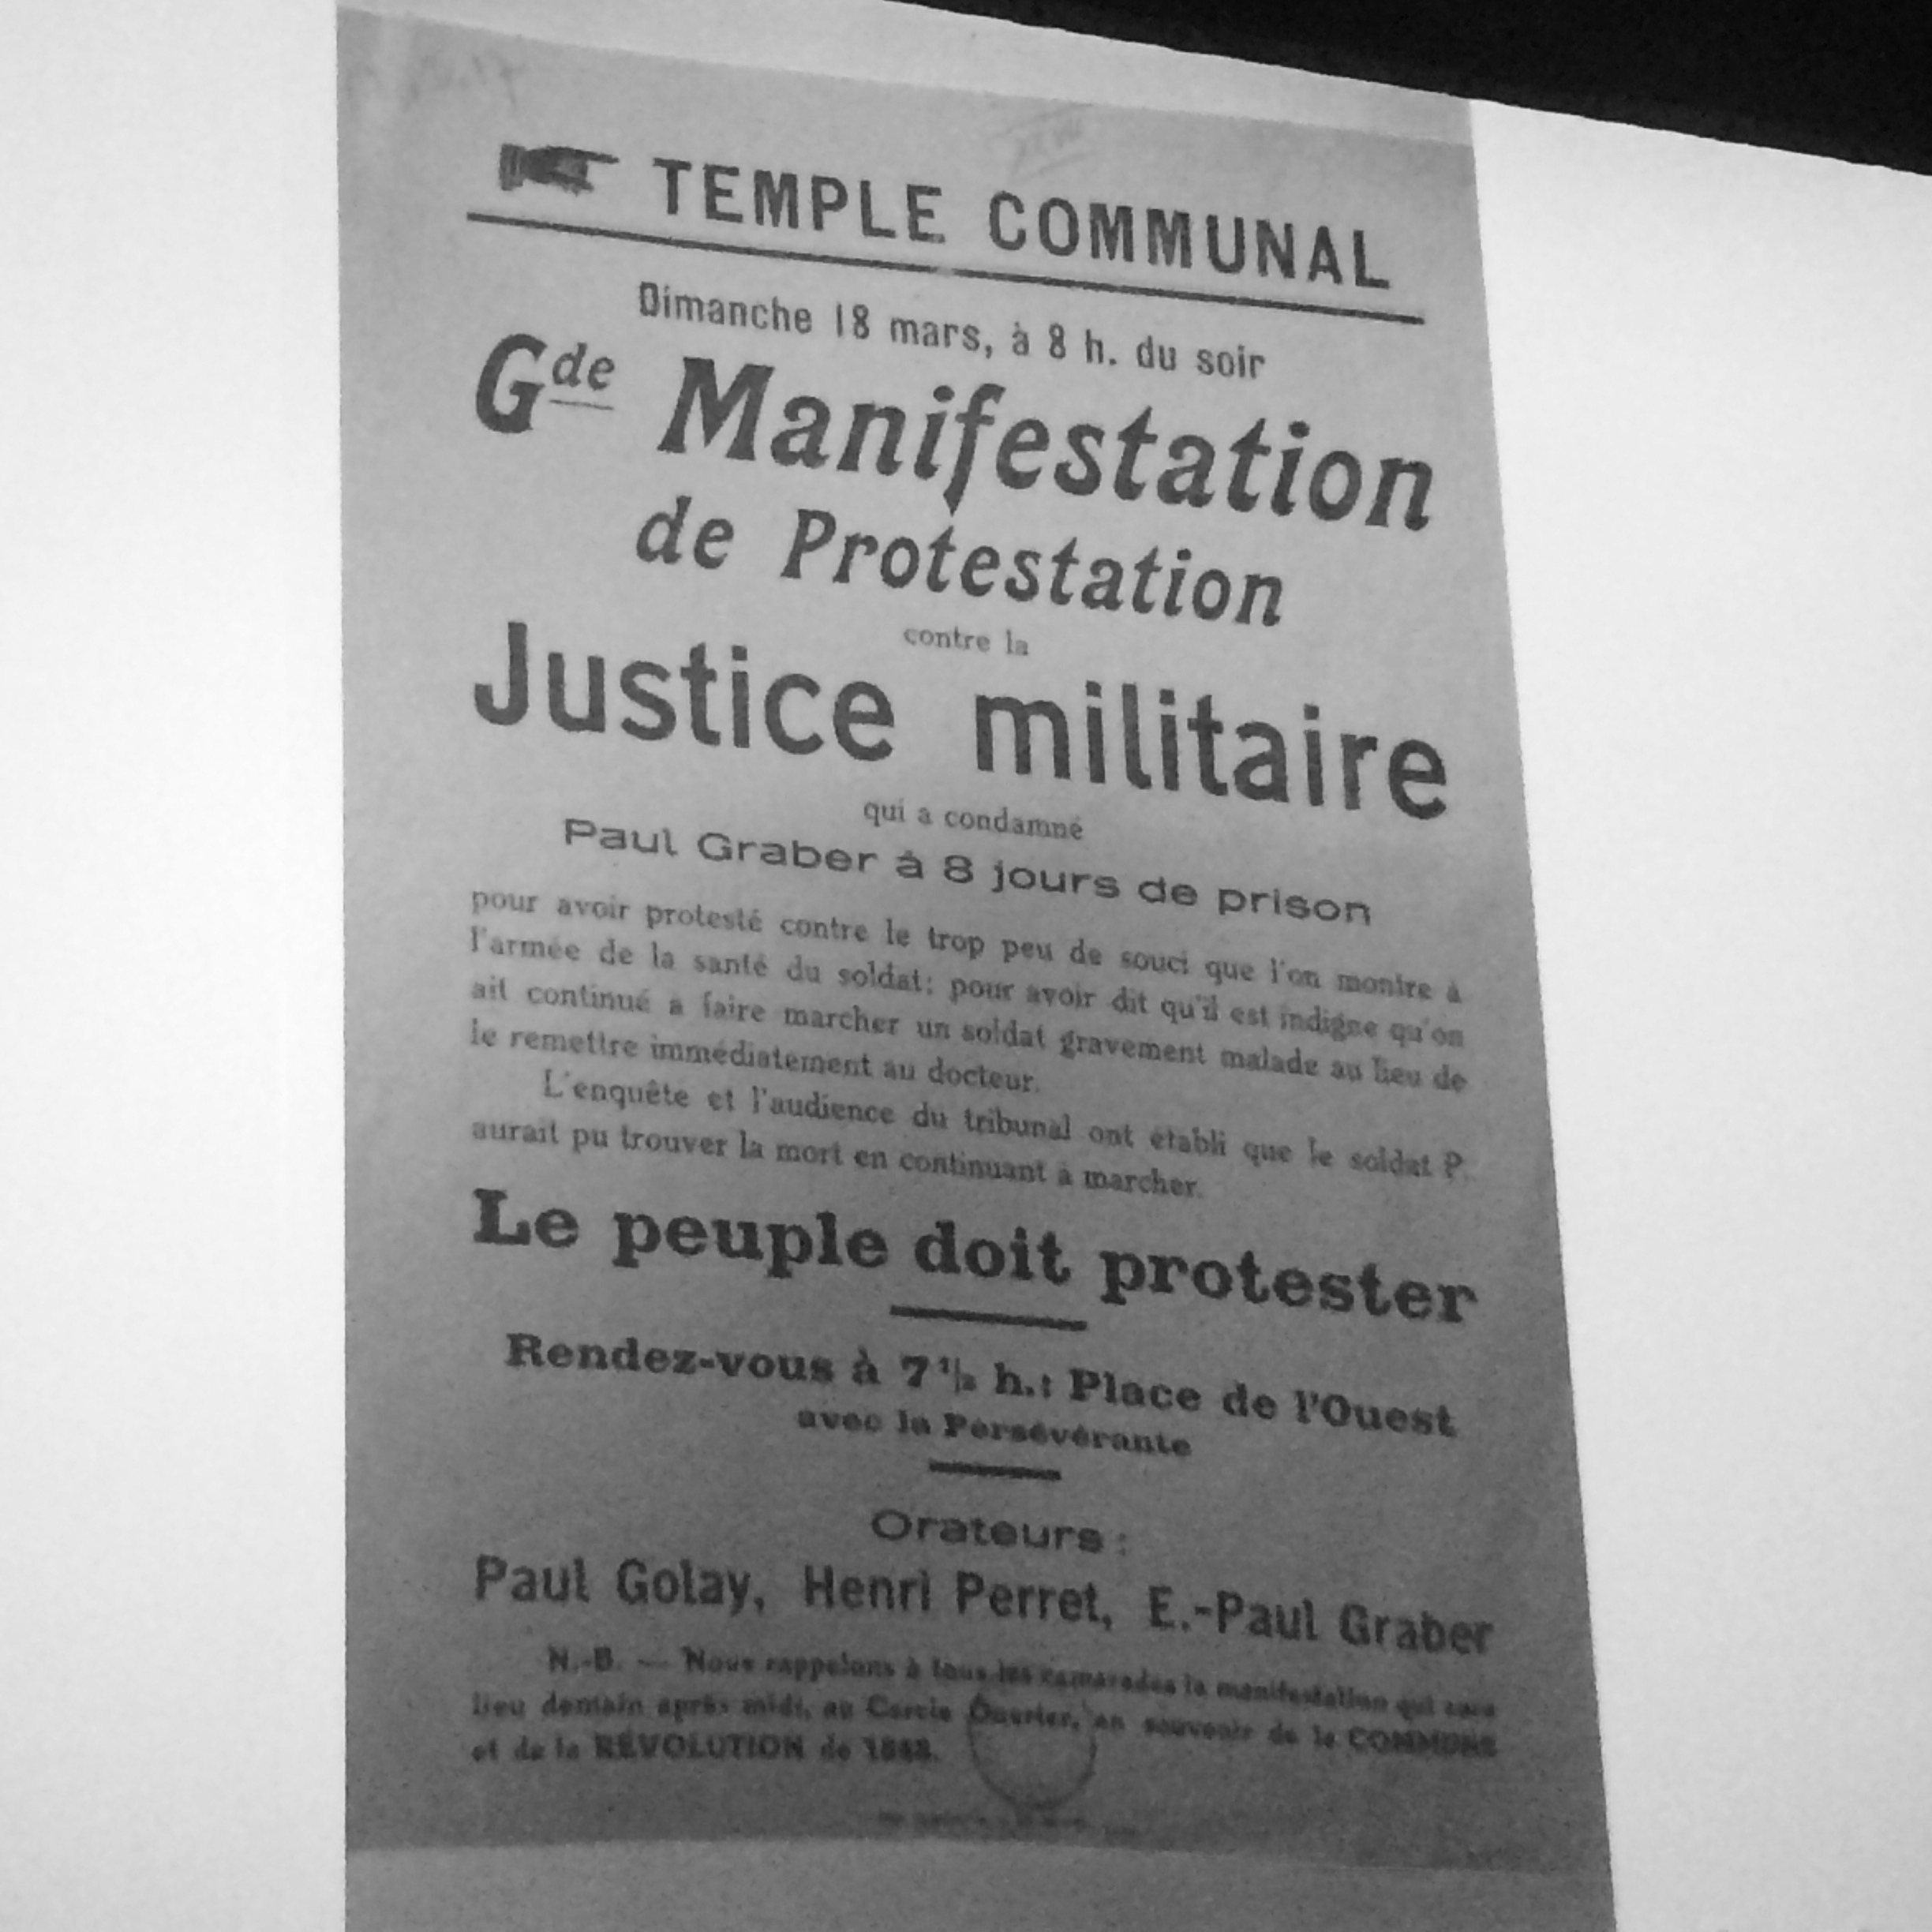 TEMPLE COMMUNAL
Dimanche 18 mars, à 8 h. du soir
Gde Manifestation
de Protestation
contre la
Justice militaire
qui a condamné
Paul Graber à 8 jours de prison
pour avoir protesté contre le trop peu de souci que l'on montre à
l'armée de la santé du soldat; pour avoir dit qu'il est indigne qu'on
ait continué à faire marcher un soldat gravement malade au lieu de
le remettre immédiatement au docteur.
L'enquête et l'audience du tribunal ont établi que le soldat P.
aurait pu trouver la mort en continuant à marcher.
Le peuple doit protester
Rendez-vous à 7 1/2 h.: Place de l'Ouest
avec la Persévérante
Orateurs :
Paul Golay, Henri Perret, E.-Paul Graber
N.-B. — Nous rappelons à tous les camarades la manifestation qui aura
lieu demain après midi, au Cercle Ouvrier, en souvenir de la COMMUNE
et de la RÉVOLUTION de 1848.